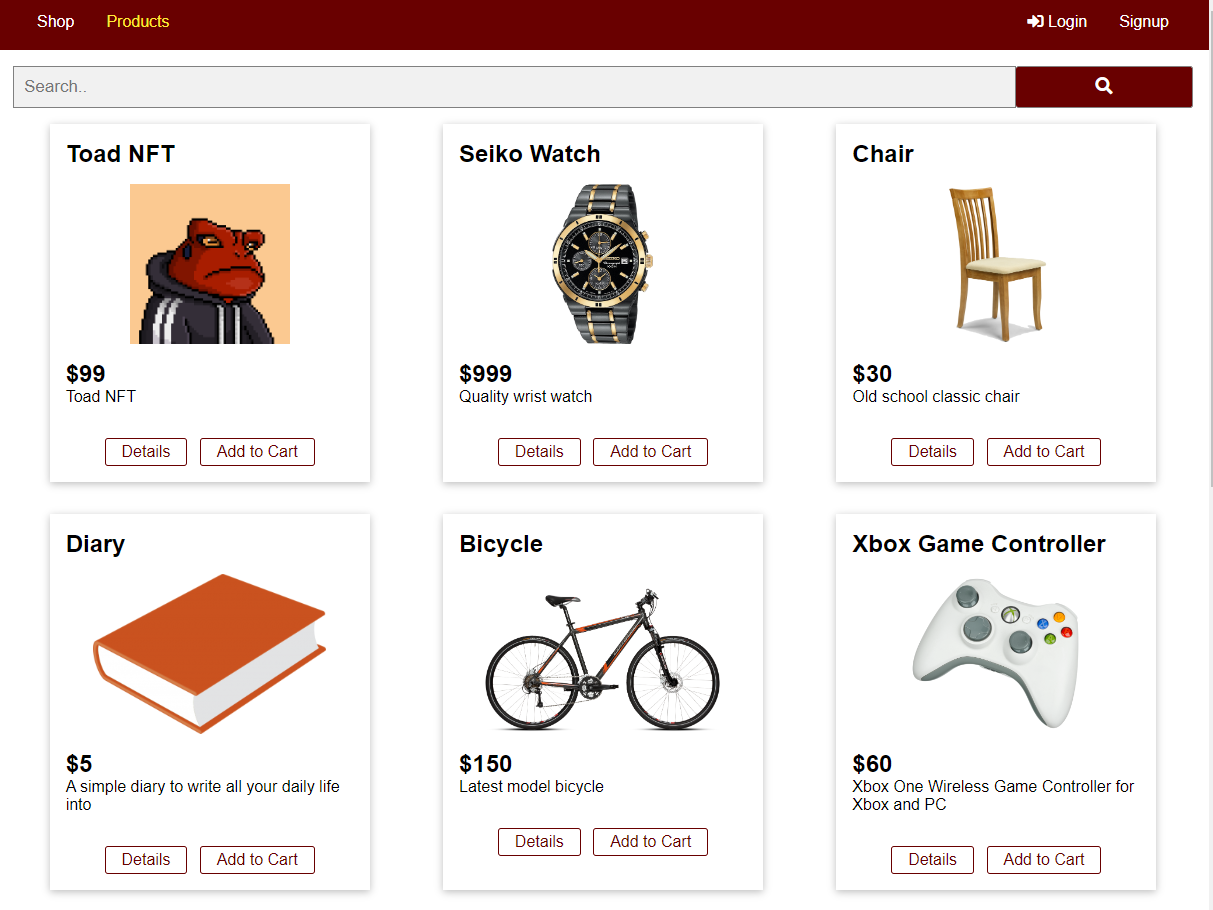 Shop Products Login Signup
Search..
Toad NFT
$99
Toad NFT
Details Add to Cart
Seiko Watch
SEIKO
$999
Quality wrist watch
Details Add to Cart
Chair
$30
Old school classic chair
Details Add to Cart
Diary
$5
A simple diary to write all your daily life
into
Details Add to Cart
Bicycle
$150
Latest model bicycle
Details Add to Cart
Xbox Game Controller
$60
Xbox One Wireless Game Controller for
Xbox and PC
Details Add to Cart